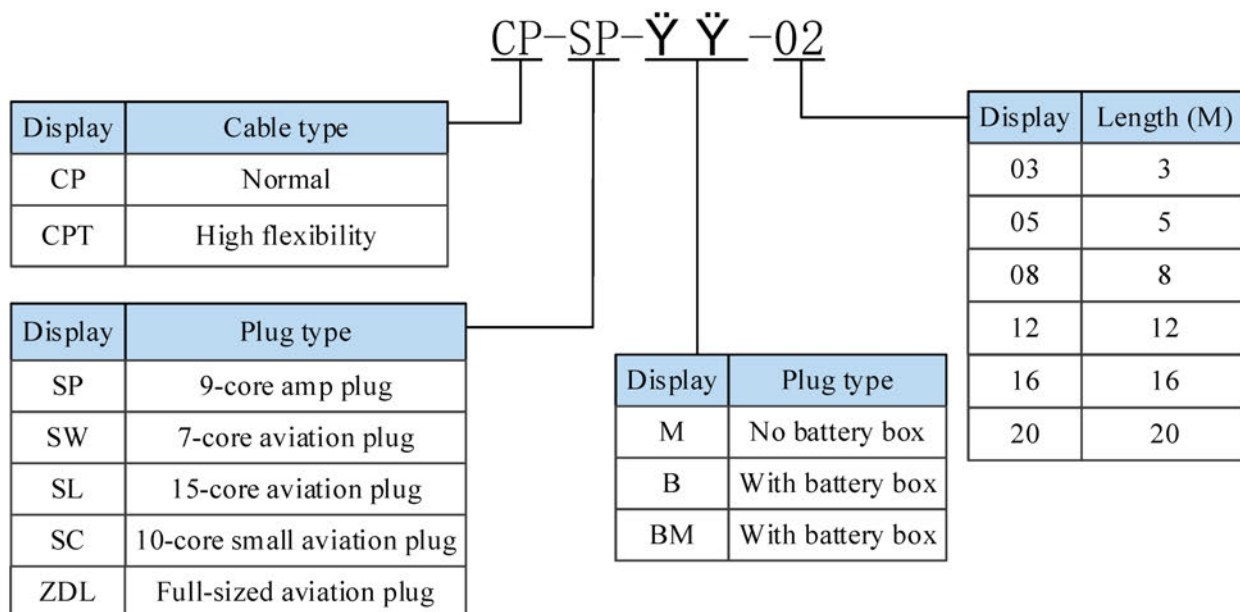 CP-SP-Ÿ Ÿ -02
Display Cable type
CP Normal
CPT High flexibility
Display Plug type
SP 9-core amp plug
SW 7-core aviation plug
SL 15-core aviation plug
SC 10-core small aviation plug
ZDL Full-sized aviation plug
Display Plug type
M No battery box
B With battery box
BM With battery box
Display Length (M)
03 3
05 5
08 8
12 12
16 16
20 20